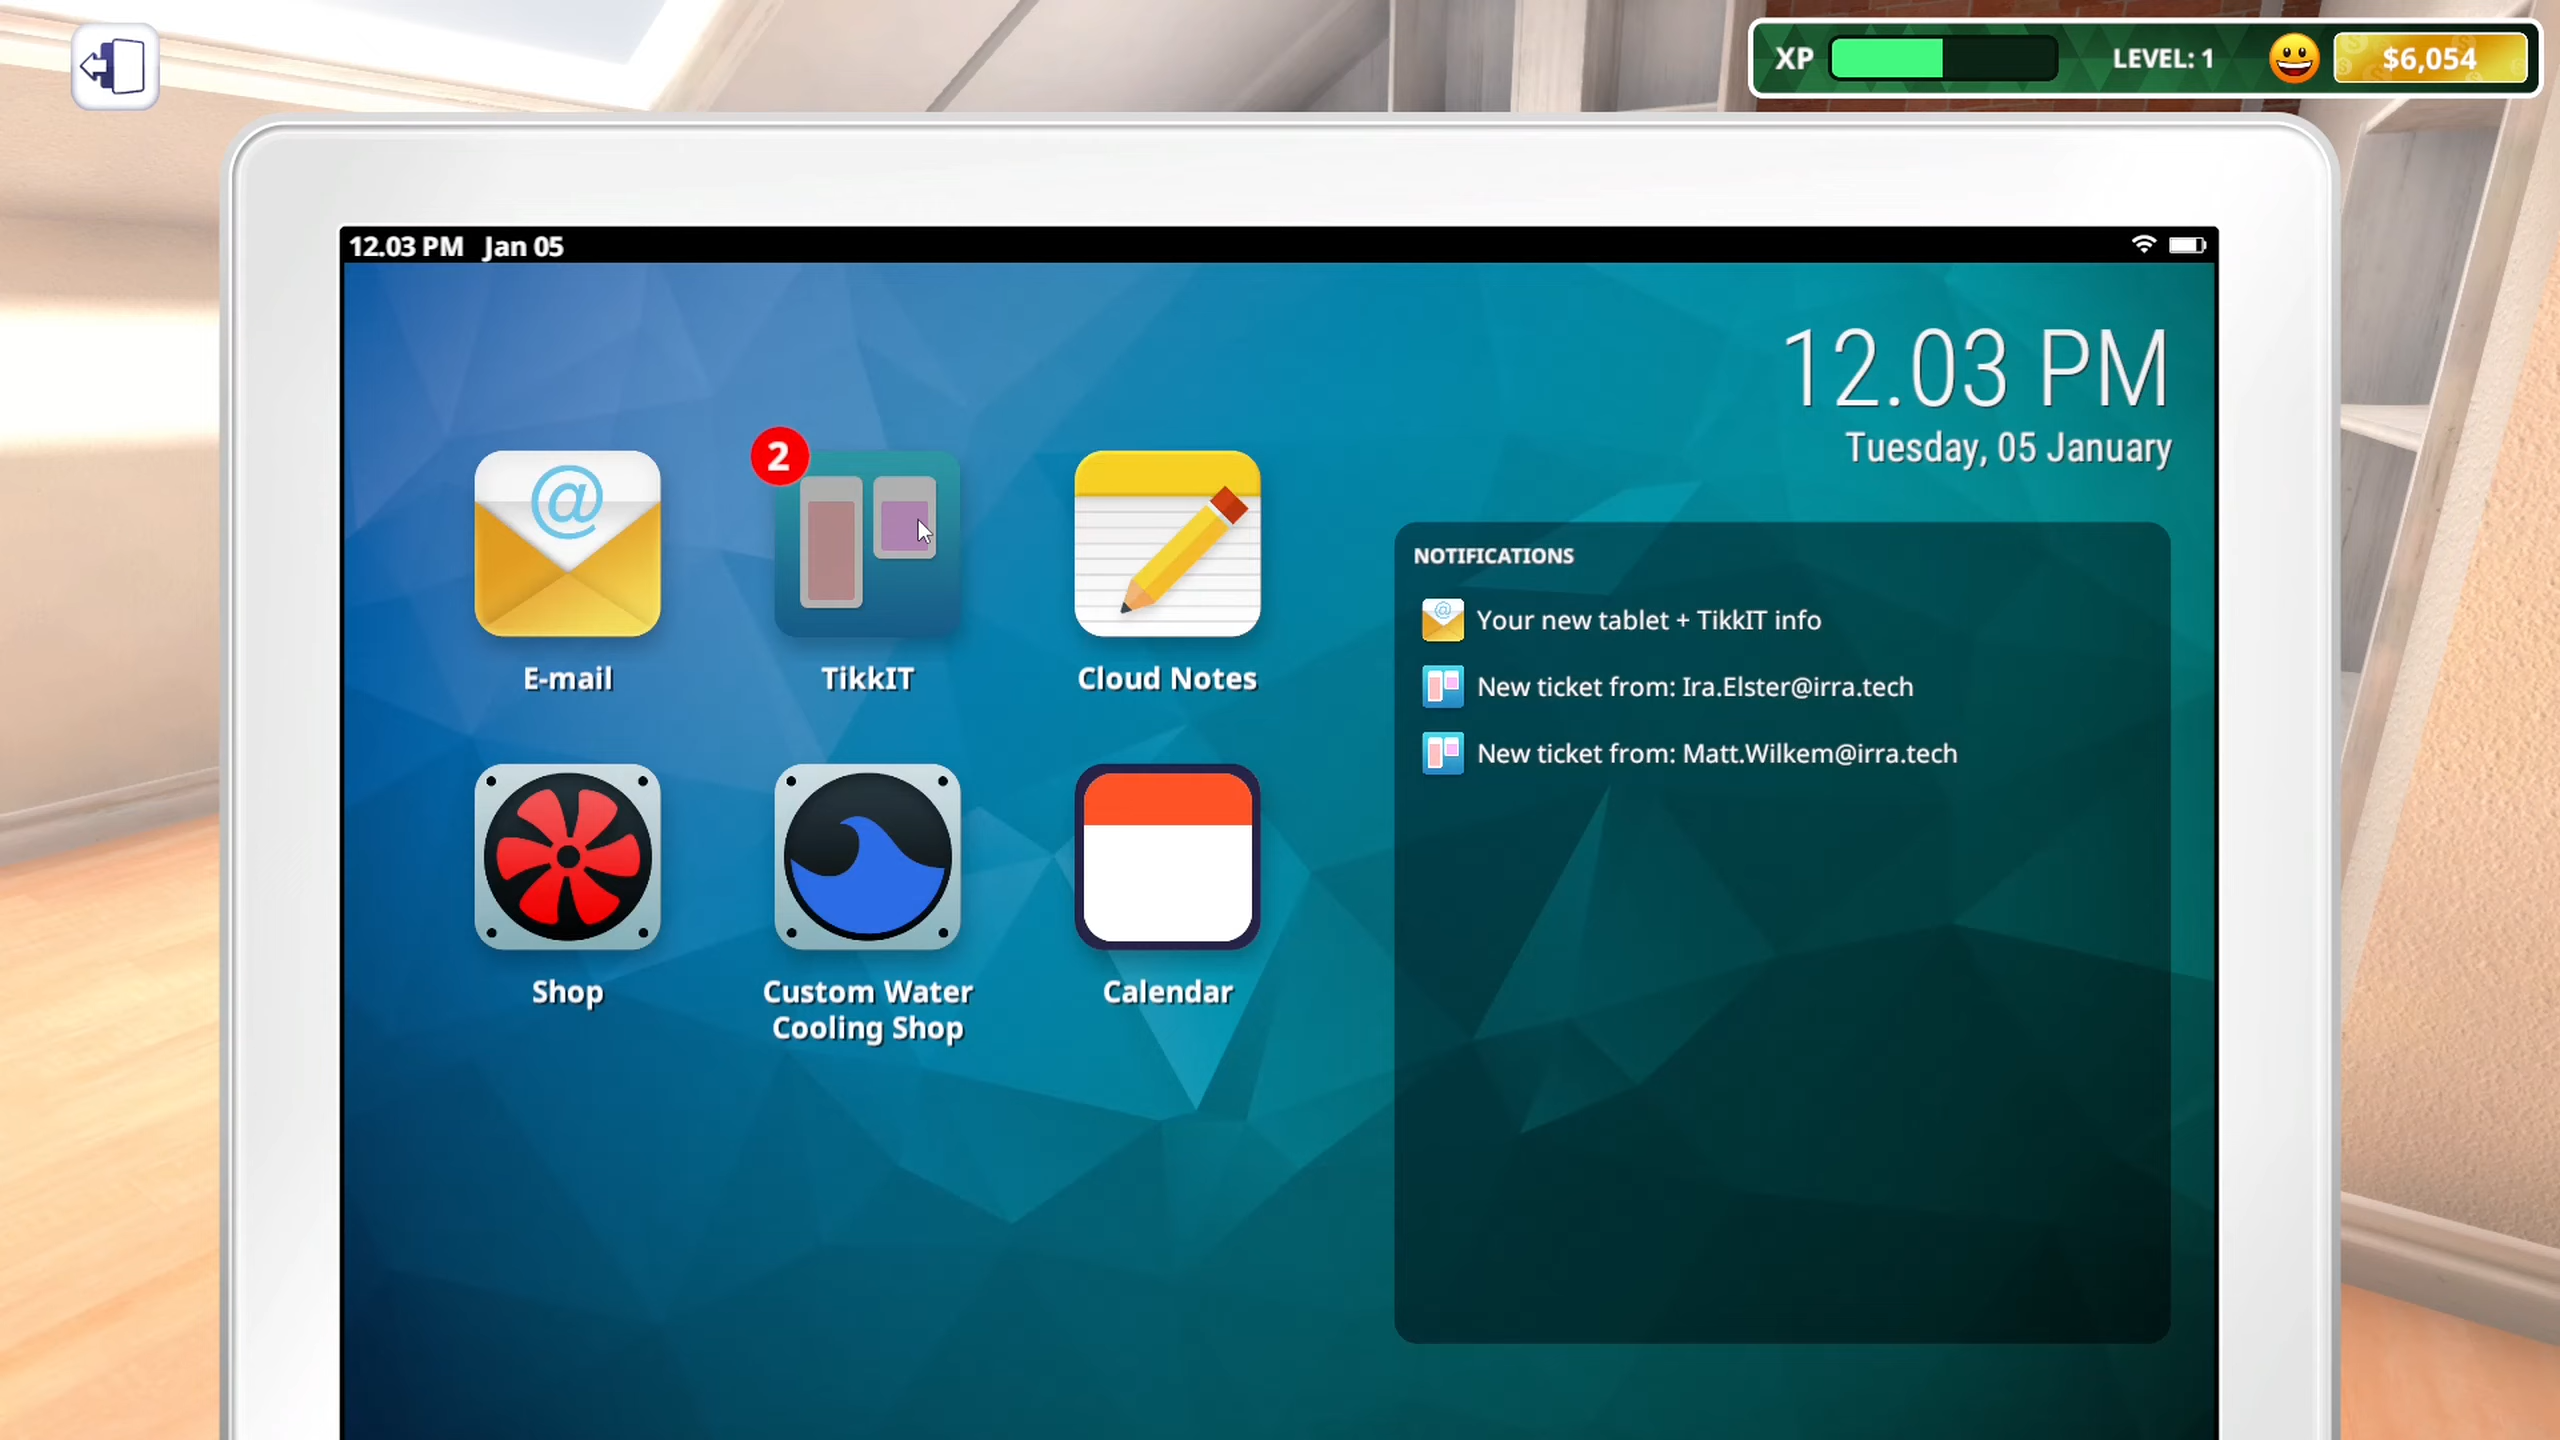 XP
LEVEL: 1
$6,054
12.03 PM Jan 05
12.03 PM
Tuesday, 05 January
2
@
E-mail
TikkIT
Cloud Notes
Shop
Custom Water
Cooling Shop
Calendar
NOTIFICATIONS
@ Your new tablet + TikkIT info
New ticket from: Ira.Elster@irra.tech
New ticket from: Matt.Wilkem@irra.tech